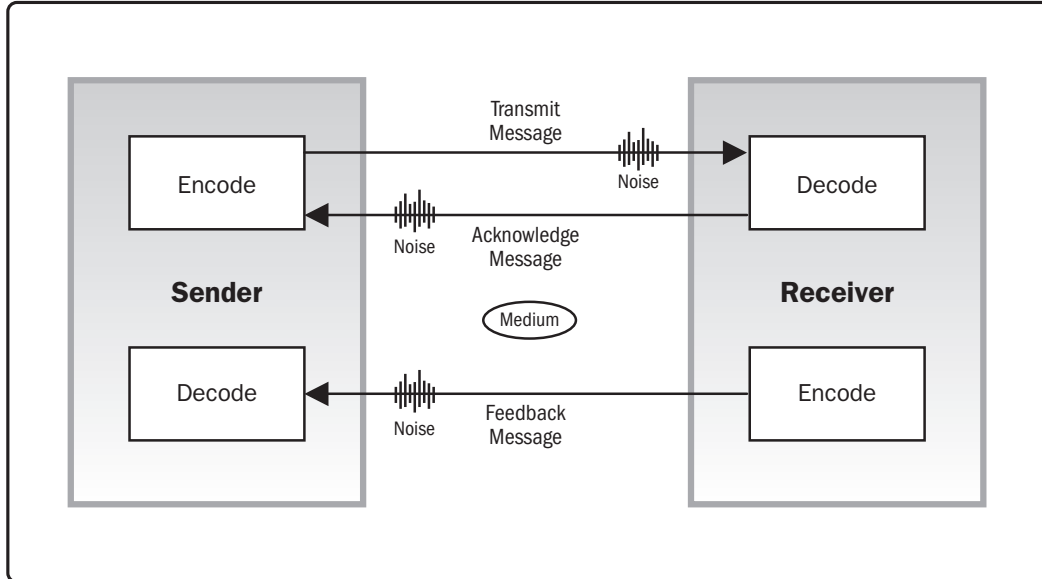 Transmit
Message
Encode
Noise
Decode
Noise
Acknowledge
Message
Sender
Receiver
Medium
Decode
Encode
Noise
Feedback
Message